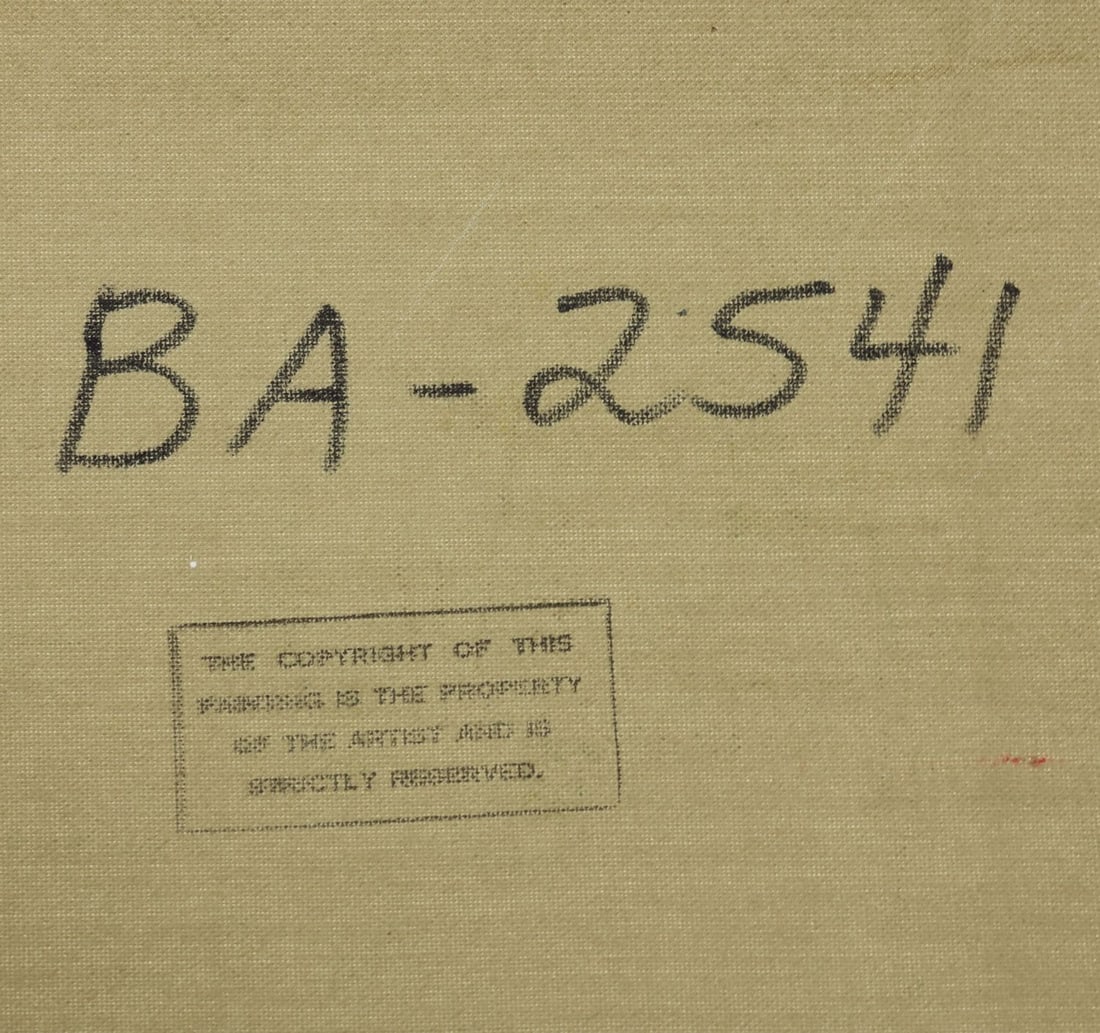 BA-2541
THE COPYRIGHT OF THIS
PAINTING IS THE PROPERTY
OF THE ARTIST AND IS
STRICTLY RESERVED.